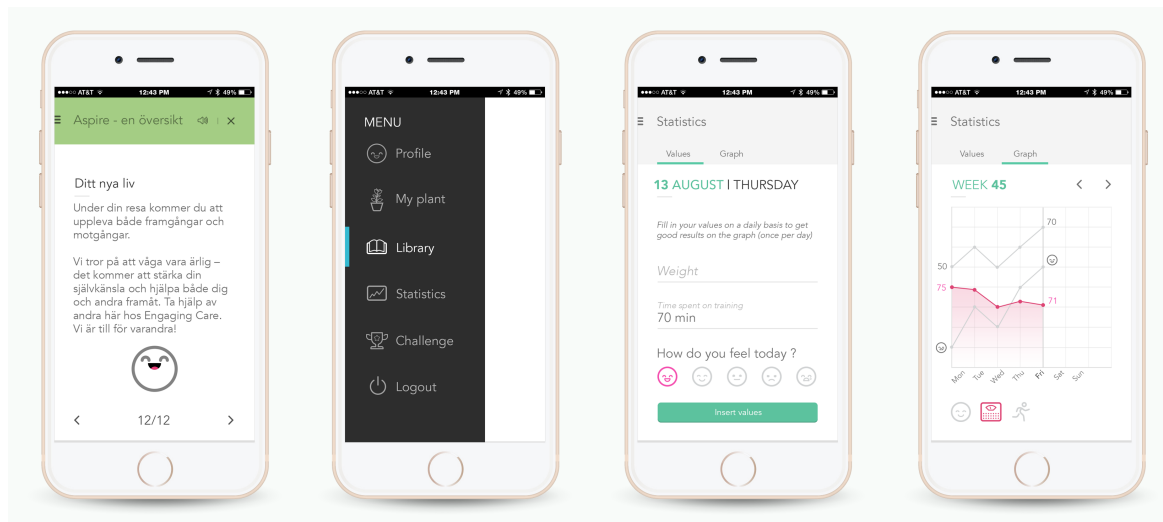 AT&T 12:43 PM 49%
Aspire - en översikt
Ditt nya liv
Under din resa kommer du att
uppleva både framgångar och
motgångar.
Vi tror på att våga vara ärlig –
det kommer att stärka din
självkänsla och hjälpa både dig
och andra framåt. Ta hjälp av
andra här hos Engaging Care.
Vi är till för varandra!
12/12
AT&T 12:43 PM 49%
MENU
Profile
My plant
Library
Statistics
Challenge
Logout
AT&T 12:43 PM 49%
Statistics
Values Graph
13 AUGUST | THURSDAY
Fill in your values on a daily basis to get
good results on the graph (once per day)
Weight
Time spent on training
70 min
How do you feel today ?
Insert values
AT&T 12:43 PM 49%
Statistics
Values Graph
WEEK 45
70
50
75
71
Mon Tue Wed Thu Fri Sat Sun